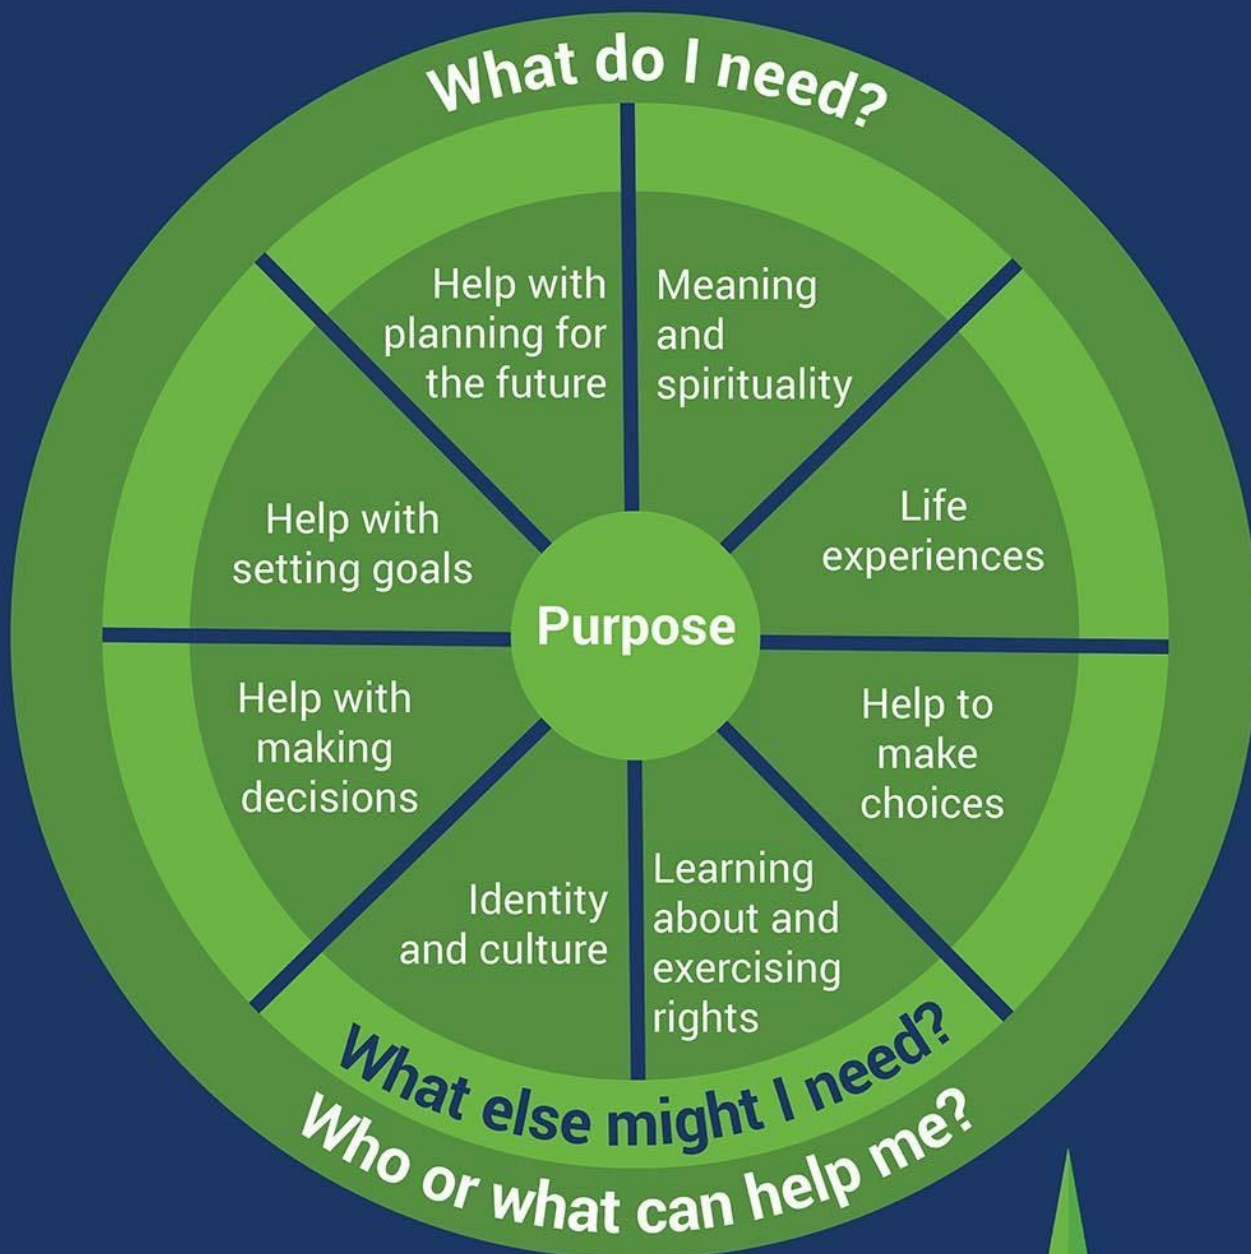 What do I need?
Help with
planning for
the future
Meaning
and
spirituality
Life
experiences
Help to
make
choices
Learning
about and
exercising
rights
Identity
and culture
Help with
making
decisions
Help with
setting goals
Purpose
What else might I need?
Who or what can help me?